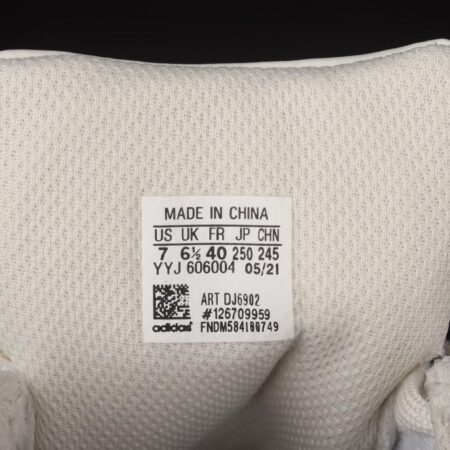 MADE IN CHINA
US UK FR JP CHN
7 6½ 40 250 245
YYJ 606004 05/21
ART DJ6902
#126709959
adidas FNDM584180749